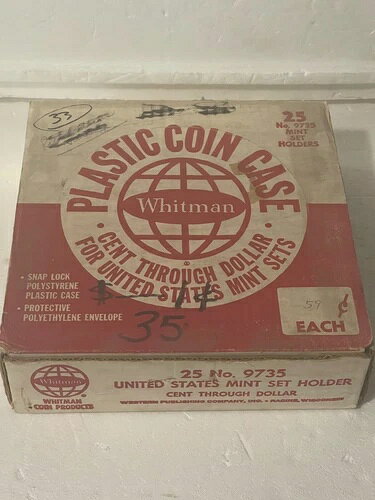 53
25
No. 9735
MINT
SET
HOLDERS
PLASTIC COIN CASE
Whitman
®
• CENT THROUGH DOLLAR •
FOR UNITED STATES MINT SETS
• SNAP LOCK
POLYSTYRENE
PLASTIC CASE
• PROTECTIVE
POLYETHYLENE ENVELOPE
35
59 ¢
EACH
Whitman
WHITMAN
COIN PRODUCTS
25 No. 9735
UNITED STATES MINT SET HOLDER
CENT THROUGH DOLLAR
WESTERN PUBLISHING COMPANY, INC. • RACINE, WISCONSIN